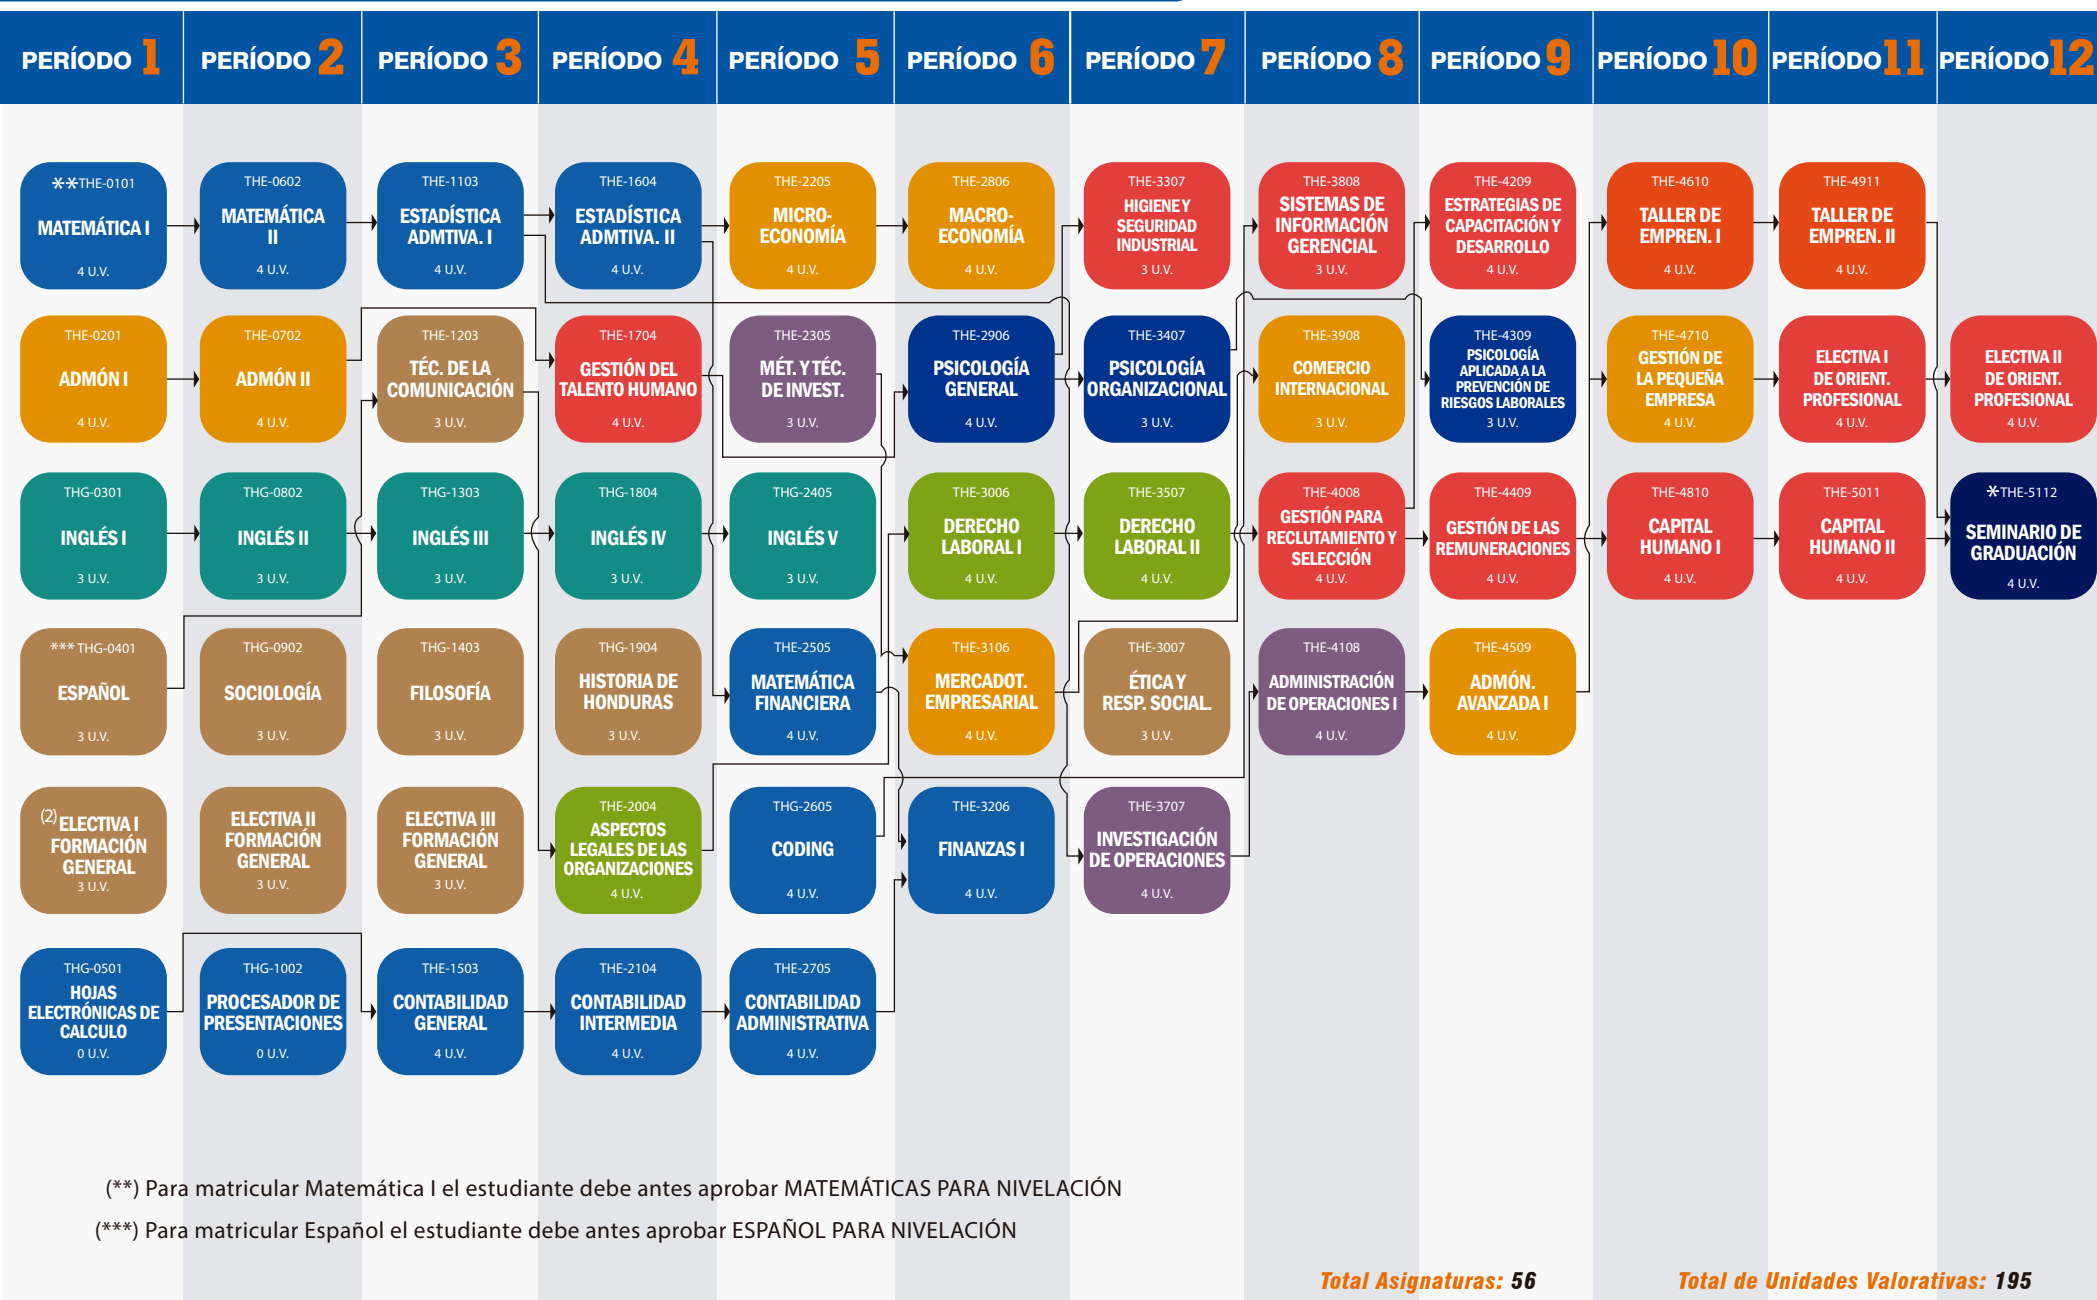 PERÍODO 1
PERÍODO 2
PERÍODO 3
PERÍODO 4
PERÍODO 5
PERÍODO 6
PERÍODO 7
PERÍODO 8
PERÍODO 9
PERÍODO 10
PERÍODO 11
PERÍODO 12
**THE-0101
MATEMÁTICA I
4 U.V.
THE-0602
MATEMÁTICA
II
4 U.V.
THE-1103
ESTADÍSTICA
ADMTIVA. I
4 U.V.
THE-1604
ESTADÍSTICA
ADMTIVA. II
4 U.V.
THE-2205
MICRO-
ECONOMÍA
4 U.V.
THE-2806
MACRO-
ECONOMÍA
4 U.V.
THE-3307
HIGIENE Y
SEGURIDAD
INDUSTRIAL
3 U.V.
THE-3808
SISTEMAS DE
INFORMACIÓN
GERENCIAL
3 U.V.
THE-4209
ESTRATEGIAS DE
CAPACITACIÓN Y
DESARROLLO
4 U.V.
THE-4610
TALLER DE
EMPREN. I
4 U.V.
THE-4911
TALLER DE
EMPREN. II
4 U.V.
THE-0201
ADMÓN I
4 U.V.
THE-0702
ADMÓN II
4 U.V.
THE-1203
TÉC. DE LA
COMUNICACIÓN
3 U.V.
THE-1704
GESTIÓN DEL
TALENTO HUMANO
4 U.V.
THE-2305
MÉT. Y TÉC.
DE INVEST.
3 U.V.
THE-2906
PSICOLOGÍA
GENERAL
4 U.V.
THE-3407
PSICOLOGÍA
ORGANIZACIONAL
3 U.V.
THE-3908
COMERCIO
INTERNACIONAL
3 U.V.
THE-4309
PSICOLOGÍA
APLICADA A LA
PREVENCIÓN DE
RIESGOS LABORALES
3 U.V.
THE-4710
GESTIÓN DE
LA PEQUEÑA
EMPRESA
4 U.V.
ELECTIVA I
DE ORIENT.
PROFESIONAL
4 U.V.
ELECTIVA II
DE ORIENT.
PROFESIONAL
4 U.V.
THG-0301
INGLÉS I
3 U.V.
THG-0802
INGLÉS II
3 U.V.
THG-1303
INGLÉS III
3 U.V.
THG-1804
INGLÉS IV
3 U.V.
THG-2405
INGLÉS V
3 U.V.
THE-3006
DERECHO
LABORAL I
4 U.V.
THE-3507
DERECHO
LABORAL II
4 U.V.
THE-4008
GESTIÓN PARA
RECLUTAMIENTO Y
SELECCIÓN
4 U.V.
THE-4409
GESTIÓN DE LAS
REMUNERACIONES
4 U.V.
THE-4810
CAPITAL
HUMANO I
4 U.V.
THE-5011
CAPITAL
HUMANO II
4 U.V.
*THE-5112
SEMINARIO DE
GRADUACIÓN
4 U.V.
*** THG-0401
ESPAÑOL
3 U.V.
THG-0902
SOCIOLOGÍA
3 U.V.
THG-1403
FILOSOFÍA
3 U.V.
THG-1904
HISTORIA DE
HONDURAS
3 U.V.
THE-2505
MATEMÁTICA
FINANCIERA
4 U.V.
THE-3106
MERCADOT.
EMPRESARIAL
4 U.V.
THE-3007
ÉTICA Y
RESP. SOCIAL.
3 U.V.
THE-4108
ADMINISTRACIÓN
DE OPERACIONES I
4 U.V.
THE-4509
ADMÓN.
AVANZADA I
4 U.V.
(2) ELECTIVA I
FORMACIÓN
GENERAL
3 U.V.
ELECTIVA II
FORMACIÓN
GENERAL
3 U.V.
ELECTIVA III
FORMACIÓN
GENERAL
3 U.V.
THE-2004
ASPECTOS
LEGALES DE LAS
ORGANIZACIONES
4 U.V.
THG-2605
CODING
4 U.V.
THE-3206
FINANZAS I
4 U.V.
THE-3707
INVESTIGACIÓN
DE OPERACIONES
4 U.V.
THG-0501
HOJAS
ELECTRÓNICAS DE
CALCULO
0 U.V.
THG-1002
PROCESADOR DE
PRESENTACIONES
0 U.V.
THE-1503
CONTABILIDAD
GENERAL
4 U.V.
THE-2104
CONTABILIDAD
INTERMEDIA
4 U.V.
THE-2705
CONTABILIDAD
ADMINISTRATIVA
4 U.V.
(**) Para matricular Matemática I el estudiante debe antes aprobar MATEMÁTICAS PARA NIVELACIÓN
(***) Para matricular Español el estudiante debe antes aprobar ESPAÑOL PARA NIVELACIÓN
Total Asignaturas: 56
Total de Unidades Valorativas: 195